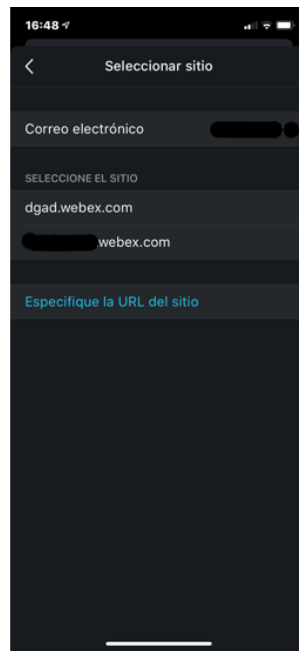 16:48
Seleccionar sitio
Correo electrónico
SELECCIONE EL SITIO
dgad.webex.com
webex.com
Especifique la URL del sitio